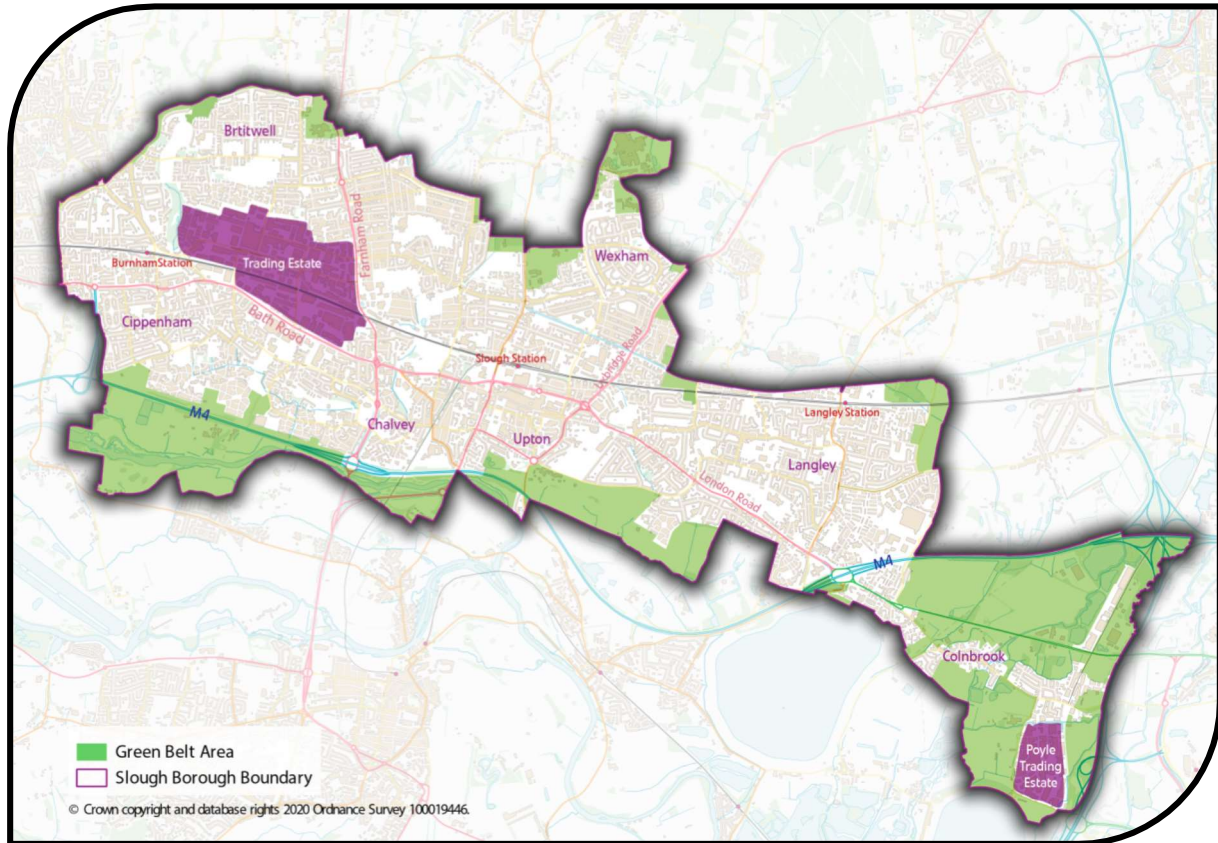 Brtitwell
Farnham Road
Wexham
Trading Estate
Burnham Station
Cippenham
Bath Road
Slough Station
Uxbridge Road
M4
Langley Station
Chalvey
Upton
Langley
London Road
M4
Colnbrook
Poyle
Trading
Estate
Green Belt Area
Slough Borough Boundary
© Crown copyright and database rights 2020 Ordnance Survey 100019446.